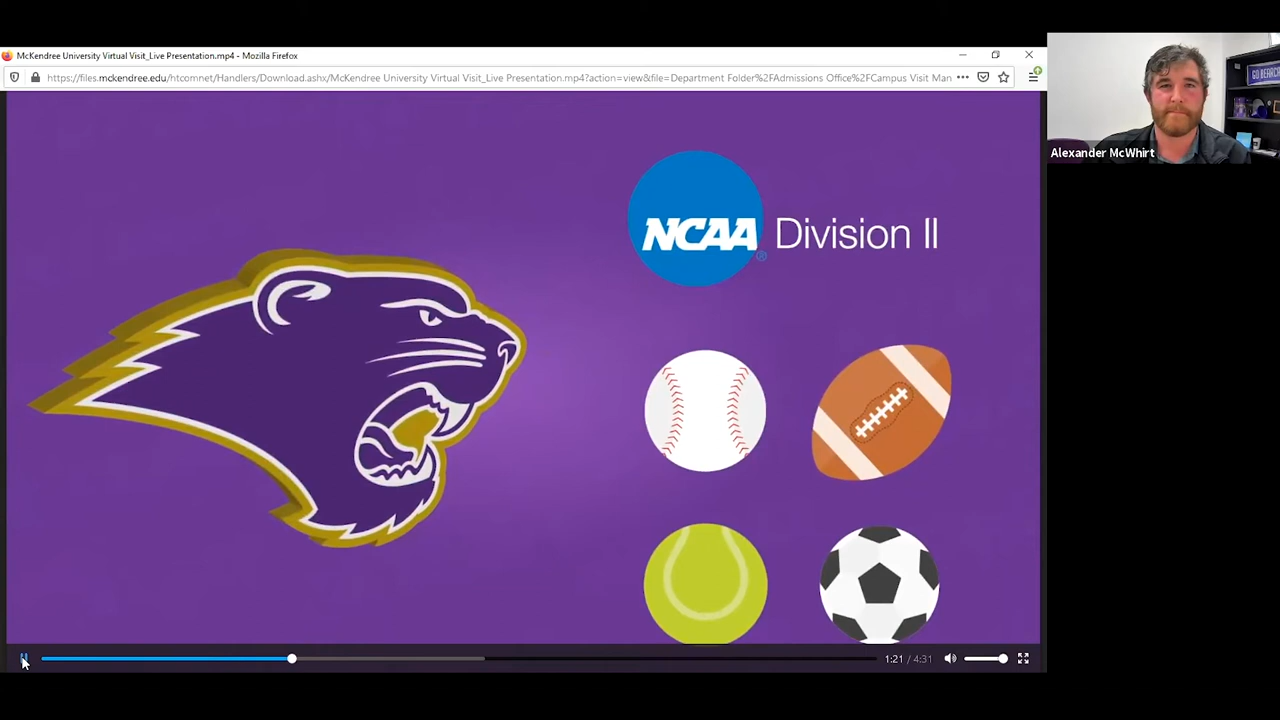 McKendree University Virtual Visit_Live Presentation.mp4 - Mozilla Firefox
https://files.mckendree.edu/htcomnet/Handlers/Download.ashx/McKendree University Virtual Visit_Live Presentation.mp4?action=view&file=Department Folder%2FAdmissions Office%2FCampus Visit Man
GO BEARCA
Alexander McWhirt
NCAA® Division II
1:21 / 4:31